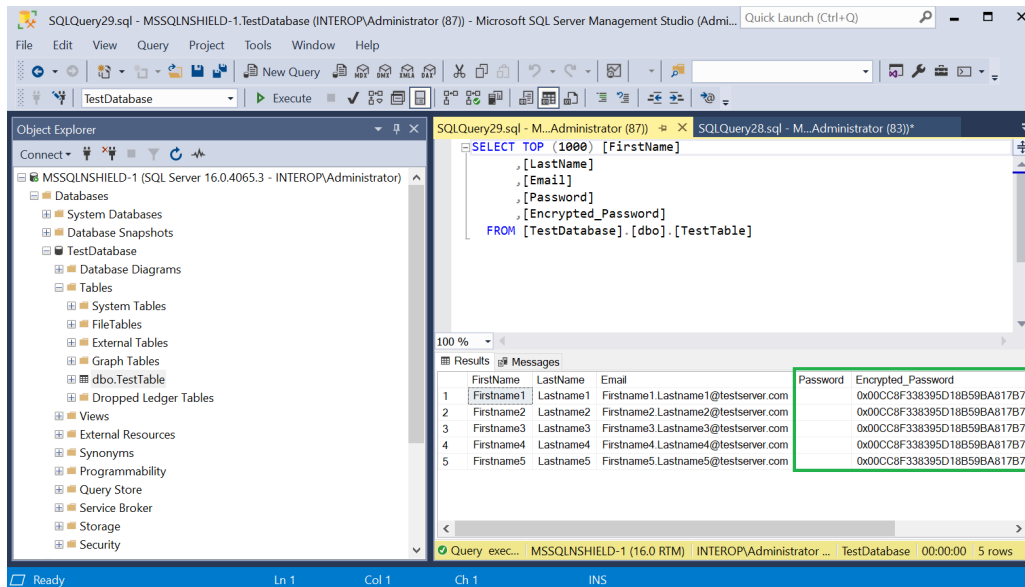 SQLQuery29.sql - MSSQLNSHIELD-1.TestDatabase (INTEROP\Administrator (87)) - Microsoft SQL Server Management Studio (Admi...
Quick Launch (Ctrl+Q)
File Edit View Query Project Tools Window Help
New Query MDX DMX XMLA DAX
TestDatabase Execute
Object Explorer
Connect
MSSQLNSHIELD-1 (SQL Server 16.0.4065.3 - INTEROP\Administrator)
Databases
System Databases
Database Snapshots
TestDatabase
Database Diagrams
Tables
System Tables
FileTables
External Tables
Graph Tables
dbo.TestTable
Dropped Ledger Tables
Views
External Resources
Synonyms
Programmability
Query Store
Service Broker
Storage
Security
SQLQuery29.sql - M...Administrator (87)) SQLQuery28.sql - M...Administrator (83))*
SELECT TOP (1000) [FirstName]
,[LastName]
,[Email]
,[Password]
,[Encrypted_Password]
FROM [TestDatabase].[dbo].[TestTable]
100 %
Results Messages
FirstName LastName Email Password Encrypted_Password
1 Firstname1 Lastname1 Firstname1.Lastname1@testserver.com 0x00CC8F338395D18B59BA817B7
2 Firstname2 Lastname2 Firstname2.Lastname2@testserver.com 0x00CC8F338395D18B59BA817B7
3 Firstname3 Lastname3 Firstname3.Lastname3@testserver.com 0x00CC8F338395D18B59BA817B7
4 Firstname4 Lastname4 Firstname4.Lastname4@testserver.com 0x00CC8F338395D18B59BA817B7
5 Firstname5 Lastname5 Firstname5.Lastname5@testserver.com 0x00CC8F338395D18B59BA817B7
Query exec... MSSQLNSHIELD-1 (16.0 RTM) INTEROP\Administrator ... TestDatabase 00:00:00 5 rows
Ready Ln 1 Col 1 Ch 1 INS